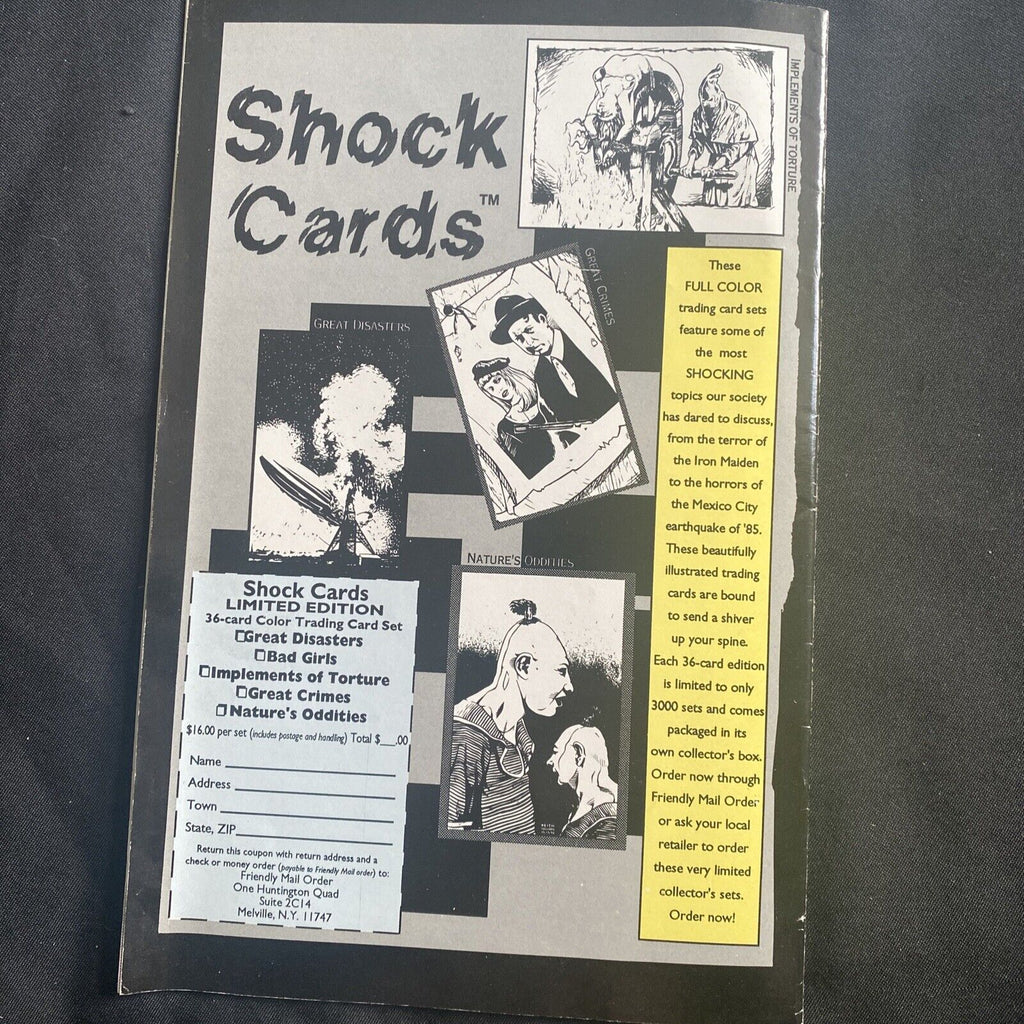 Shock
Cards™
IMPLEMENTS OF TORTURE
GREAT CRIMES
GREAT DISASTERS
NATURE'S ODDITIES
These
FULL COLOR
trading card sets
feature some of
the most
SHOCKING
topics our society
has dared to discuss,
from the terror of
the Iron Maiden
to the horrors of
the Mexico City
earthquake of '85.
These beautifully
illustrated trading
cards are bound
to send a shiver
up your spine.
Each 36-card edition
is limited to only
3000 sets and comes
packaged in its
own collector's box.
Order now through
Friendly Mail Order
or ask your local
retailer to order
these very limited
collector's sets.
Order now!
Shock Cards
LIMITED EDITION
36-card Color Trading Card Set
☐Great Disasters
☐Bad Girls
☐Implements of Torture
☐Great Crimes
☐ Nature's Oddities
$16.00 per set (includes postage and handling) Total $___.00
Name
Address
Town
State, ZIP
Return this coupon with return address and a
check or money order (payable to Friendly Mail order) to:
Friendly Mail Order
One Huntington Quad
Suite 2C14
Melville, N.Y. 11747